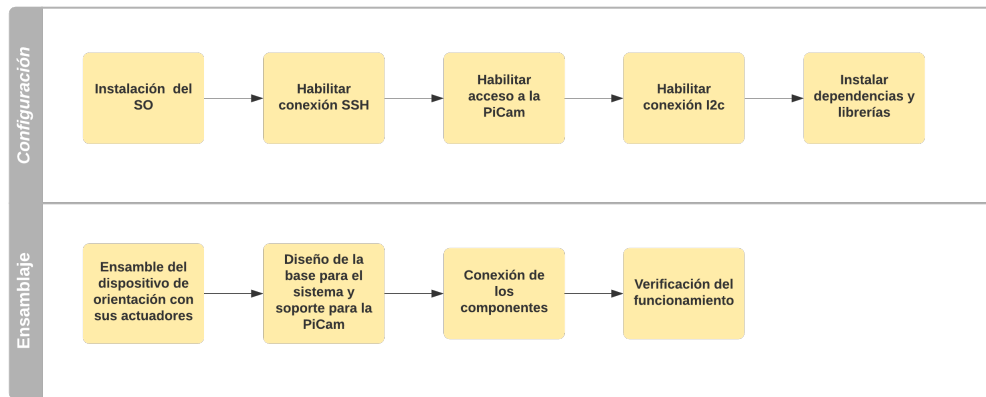 Configuración
Instalación del
SO
Habilitar
conexión SSH
Habilitar
acceso a la
PiCam
Habilitar
conexión I2c
Instalar
dependencias y
librerías
Ensamblaje
Ensamble del
dispositivo de
orientación con
sus actuadores
Diseño de la
base para el
sistema y
soporte para la
PiCam
Conexión de
los
componentes
Verificación del
funcionamiento